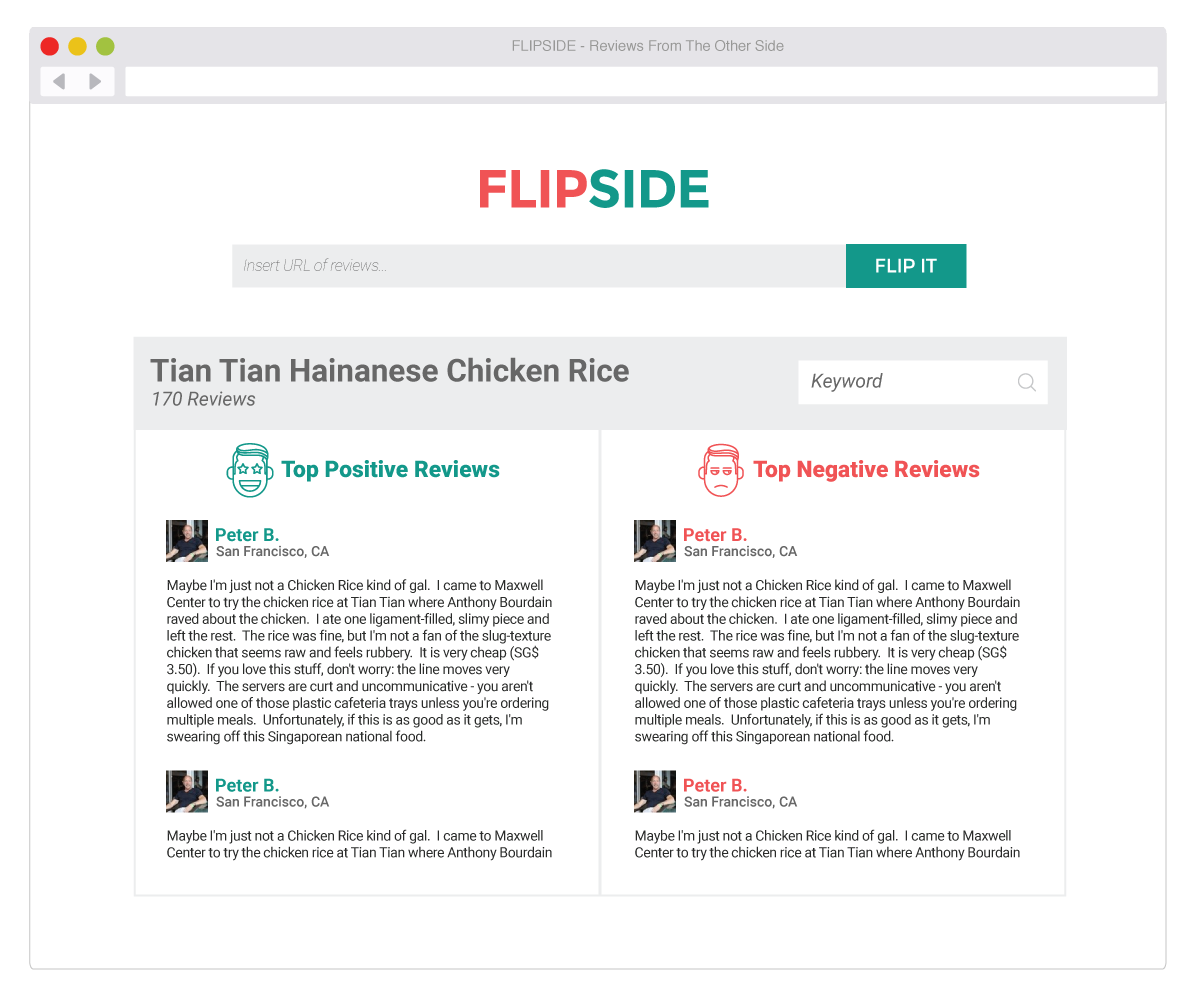 FLIPSIDE - Reviews From The Other Side
FLIPSIDE
Insert URL of reviews...
FLIP IT
Tian Tian Hainanese Chicken Rice
170 Reviews
Keyword
Top Positive Reviews
Peter B.
San Francisco, CA
Maybe I'm just not a Chicken Rice kind of gal.  I came to Maxwell
Center to try the chicken rice at Tian Tian where Anthony Bourdain
raved about the chicken.  I ate one ligament-filled, slimy piece and
left the rest.  The rice was fine, but I'm not a fan of the slug-texture
chicken that seems raw and feels rubbery.  It is very cheap (SG$
3.50).  If you love this stuff, don't worry: the line moves very
quickly.  The servers are curt and uncommunicative - you aren't
allowed one of those plastic cafeteria trays unless you're ordering
multiple meals.  Unfortunately, if this is as good as it gets, I'm
swearing off this Singaporean national food.
Peter B.
San Francisco, CA
Maybe I'm just not a Chicken Rice kind of gal.  I came to Maxwell
Center to try the chicken rice at Tian Tian where Anthony Bourdain
Top Negative Reviews
Peter B.
San Francisco, CA
Maybe I'm just not a Chicken Rice kind of gal.  I came to Maxwell
Center to try the chicken rice at Tian Tian where Anthony Bourdain
raved about the chicken.  I ate one ligament-filled, slimy piece and
left the rest.  The rice was fine, but I'm not a fan of the slug-texture
chicken that seems raw and feels rubbery.  It is very cheap (SG$
3.50).  If you love this stuff, don't worry: the line moves very
quickly.  The servers are curt and uncommunicative - you aren't
allowed one of those plastic cafeteria trays unless you're ordering
multiple meals.  Unfortunately, if this is as good as it gets, I'm
swearing off this Singaporean national food.
Peter B.
San Francisco, CA
Maybe I'm just not a Chicken Rice kind of gal.  I came to Maxwell
Center to try the chicken rice at Tian Tian where Anthony Bourdain